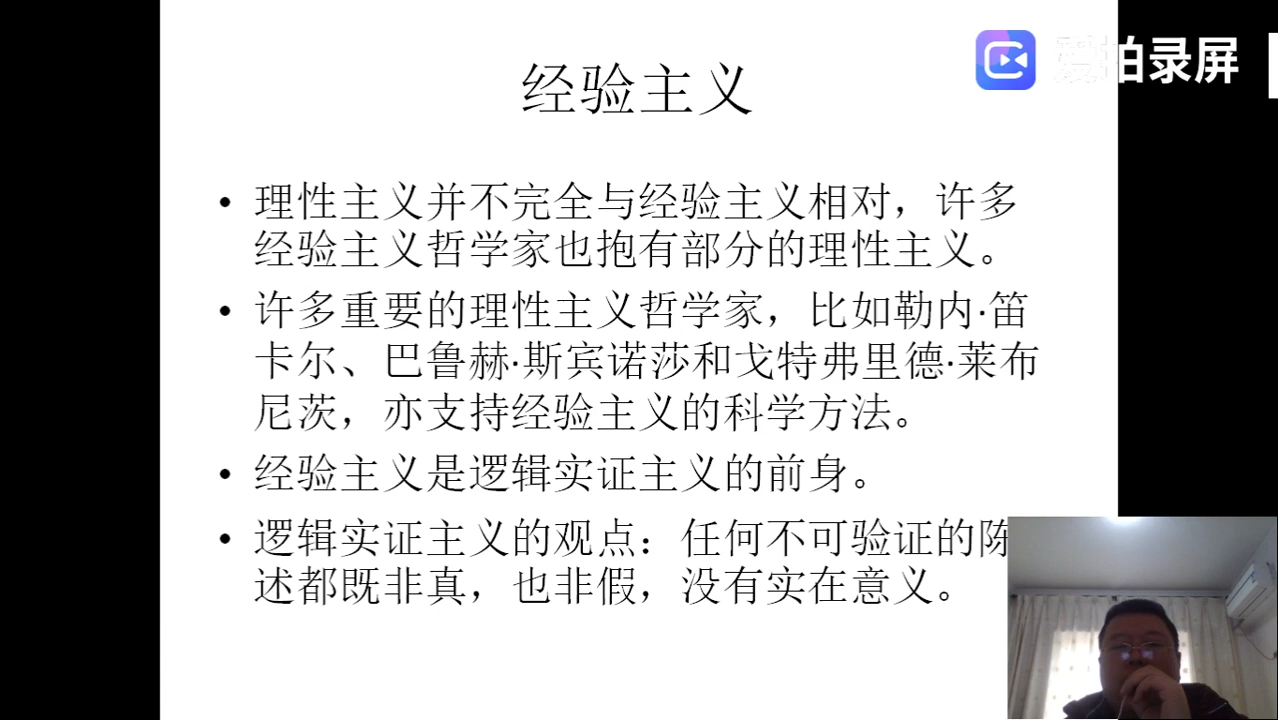 经验主义
拍录屏
• 理性主义并不完全与经验主义相对，许多
经验主义哲学家也抱有部分的理性主义。
• 许多重要的理性主义哲学家，比如勒内·笛
卡尔、巴鲁赫·斯宾诺莎和戈特弗里德·莱布
尼茨，亦支持经验主义的科学方法。
• 经验主义是逻辑实证主义的前身。
• 逻辑实证主义的观点：任何不可验证的陈
述都既非真，也非假，没有实在意义。